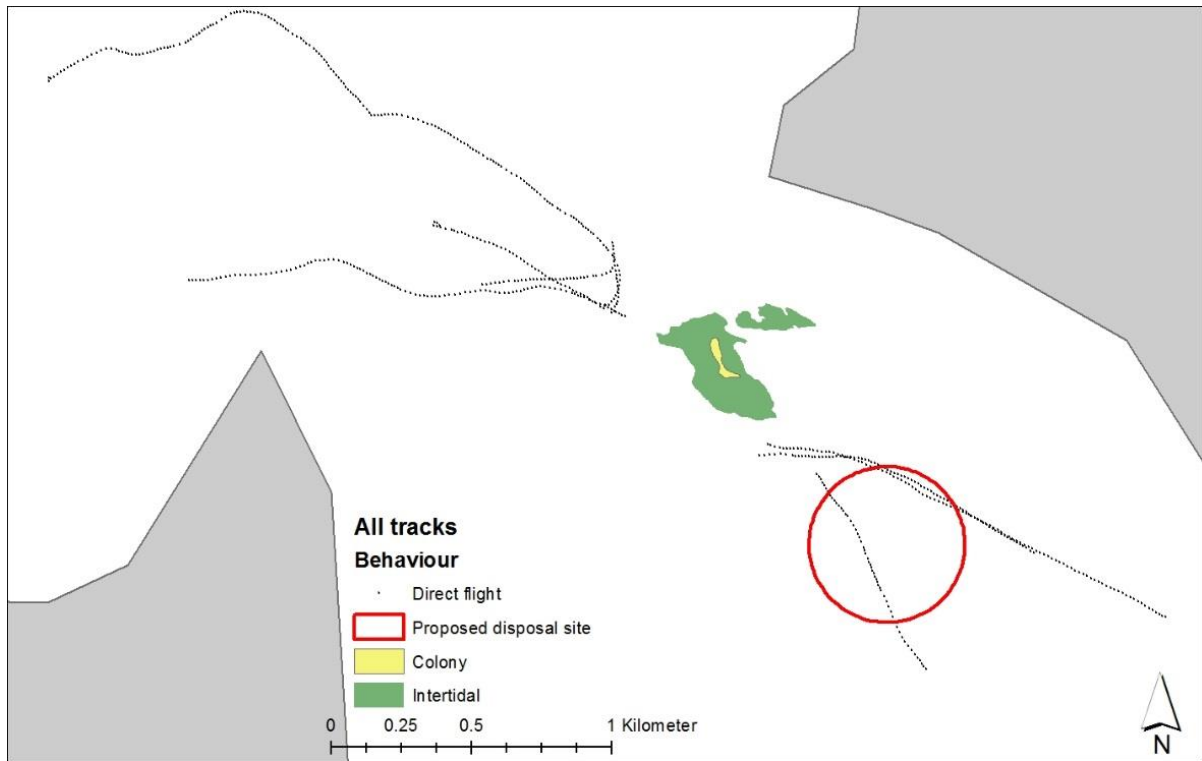 All tracks
Behaviour
Direct flight
Proposed disposal site
Colony
Intertidal
0 0.25 0.5 1 Kilometer
N